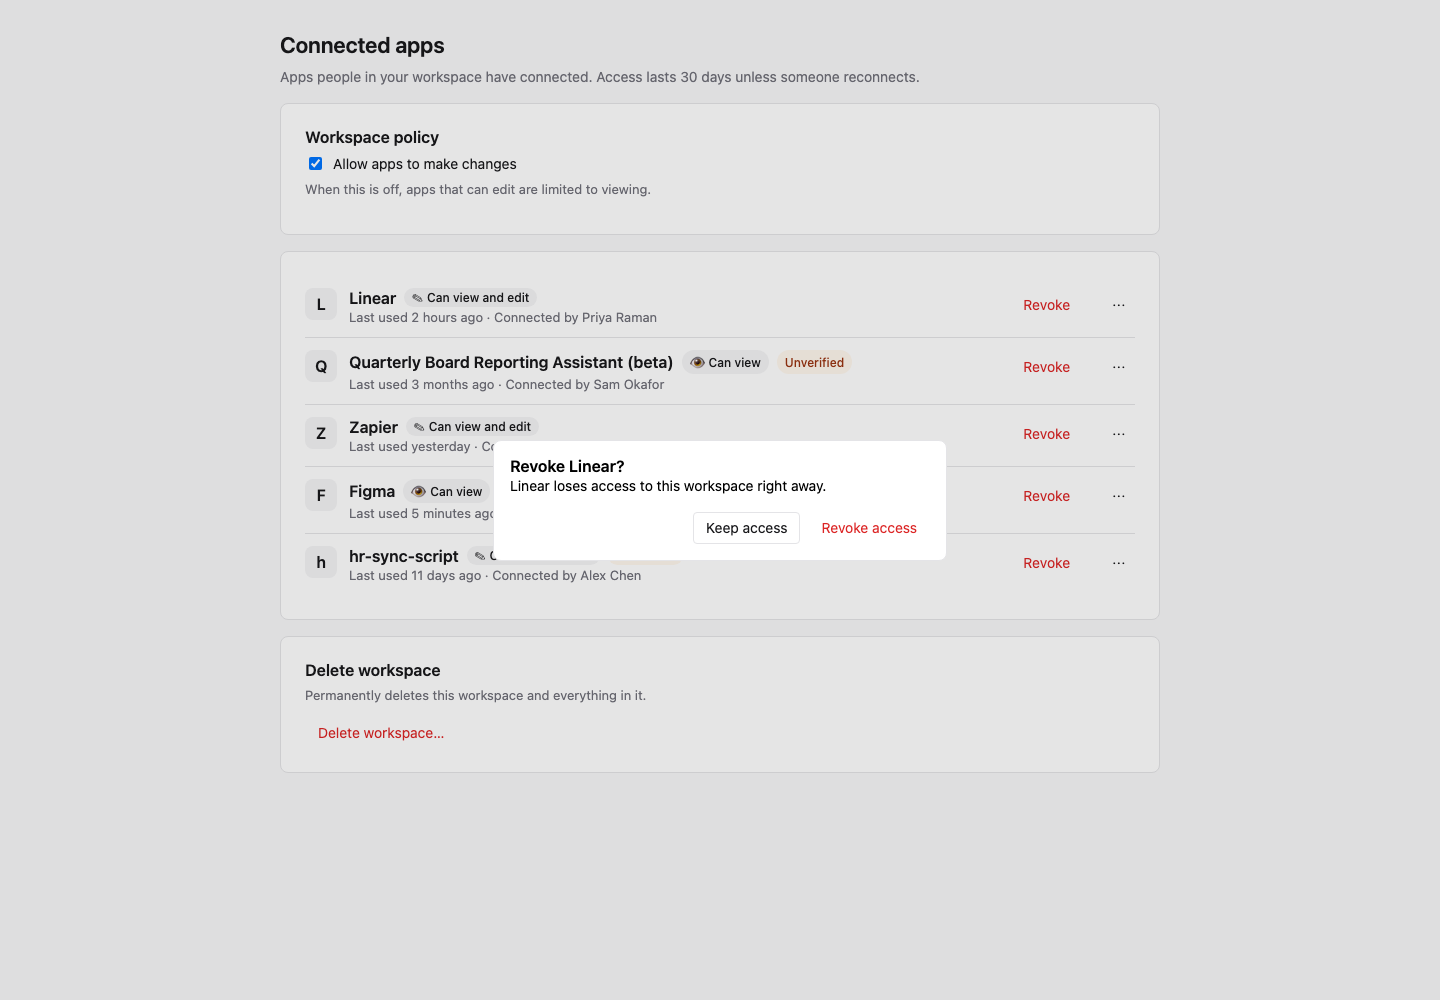 Connected apps
Apps people in your workspace have connected. Access lasts 30 days unless someone reconnects.
Workspace policy
Allow apps to make changes
When this is off, apps that can edit are limited to viewing.
L Linear ✎ Can view and edit
Last used 2 hours ago · Connected by Priya Raman
Revoke ···
Q Quarterly Board Reporting Assistant (beta) 👁 Can view Unverified
Last used 3 months ago · Connected by Sam Okafor
Revoke ···
Z Zapier ✎ Can view and edit
Last used yesterday ·
Revoke ···
F Figma 👁 Can view
Last used 5 minutes
Revoke ···
h hr-sync-script
Last used 11 days ago · Connected by Alex Chen
Revoke ···
Revoke Linear?
Linear loses access to this workspace right away.
Keep access Revoke access
Delete workspace
Permanently deletes this workspace and everything in it.
Delete workspace…